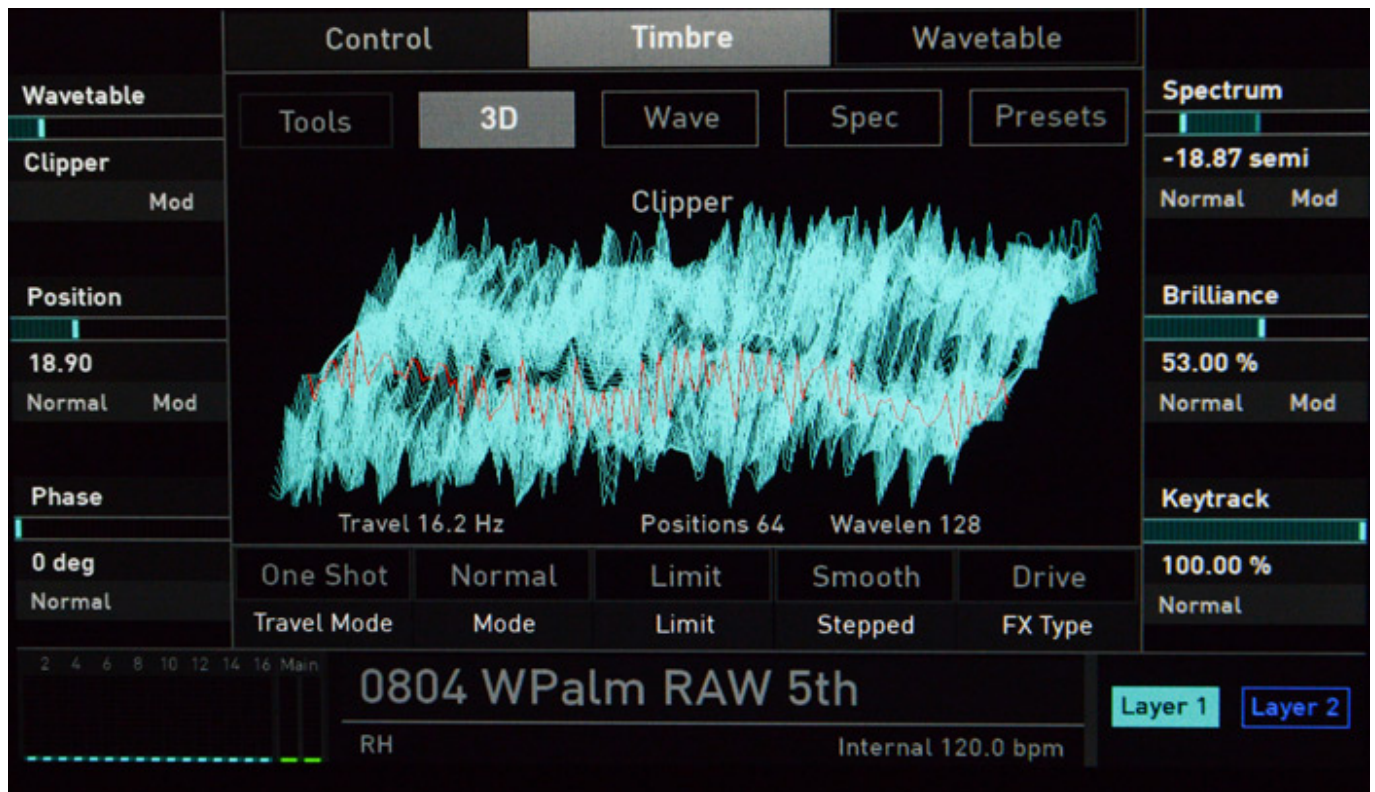 Control Timbre Wavetable
Wavetable
Clipper
Mod
Position
18.90
Normal Mod
Phase
0 deg
Normal
Tools 3D Wave Spec Presets
Clipper
Travel 16.2 Hz Positions 64 Wavelen 128
One Shot Normal Limit Smooth Drive
Travel Mode Mode Limit Stepped FX Type
Spectrum
-18.87 semi
Normal Mod
Brilliance
53.00 %
Normal Mod
Keytrack
100.00 %
Normal
2 4 6 8 10 12 14 16 Main
0804 WPalm RAW 5th
RH Internal 120.0 bpm
Layer 1 Layer 2